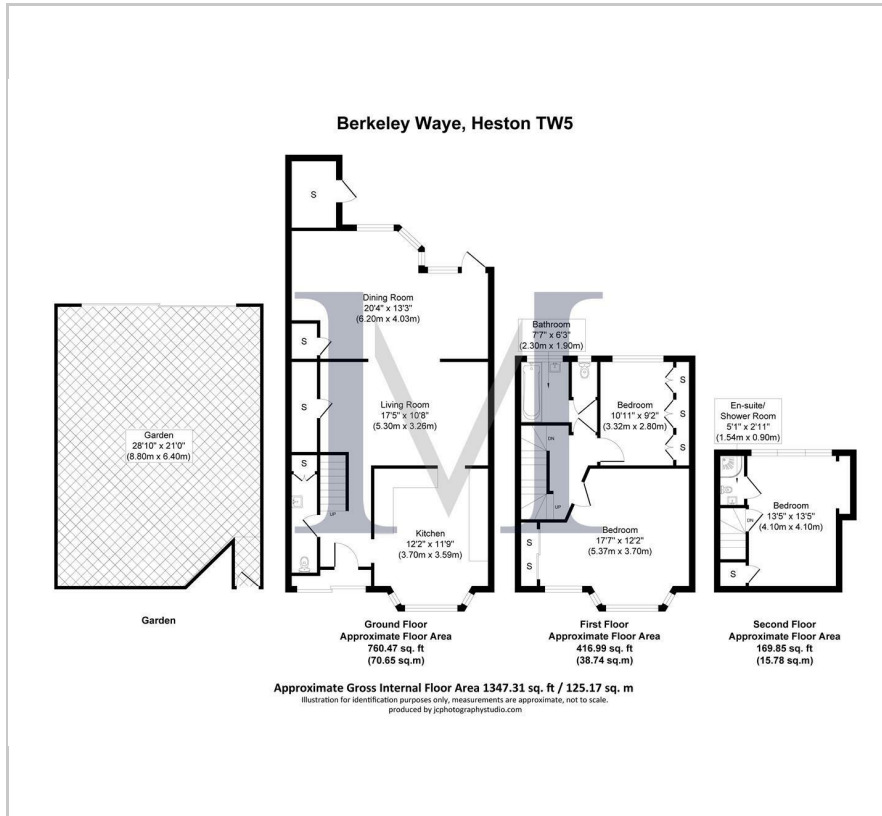 Berkeley Waye, Heston TW5
S
Dining Room
20'4" x 13'3"
(6.20m x 4.03m)
S
S
Living Room
17'5" x 10'8"
(5.30m x 3.26m)
S
UP
Kitchen
12'2" x 11'9"
(3.70m x 3.59m)
Garden
28'10" x 21'0"
(8.80m x 6.40m)
Bathroom
7'7" x 6'3"
(2.30m x 1.90m)
Bedroom
10'11" x 9'2"
(3.32m x 2.80m)
S
S
S
DN
UP
Bedroom
17'7" x 12'2"
(5.37m x 3.70m)
S
S
En-suite/
Shower Room
5'1" x 2'11"
(1.54m x 0.90m)
Bedroom
13'5" x 13'5"
(4.10m x 4.10m)
DN
S
Garden
Ground Floor
Approximate Floor Area
760.47 sq. ft
(70.65 sq.m)
First Floor
Approximate Floor Area
416.99 sq. ft
(38.74 sq.m)
Second Floor
Approximate Floor Area
169.85 sq. ft
(15.78 sq.m)
Approximate Gross Internal Floor Area 1347.31 sq. ft / 125.17 sq. m
Illustration for identification purposes only, measurements are approximate, not to scale.
produced by jcphotographystudio.com
IMI